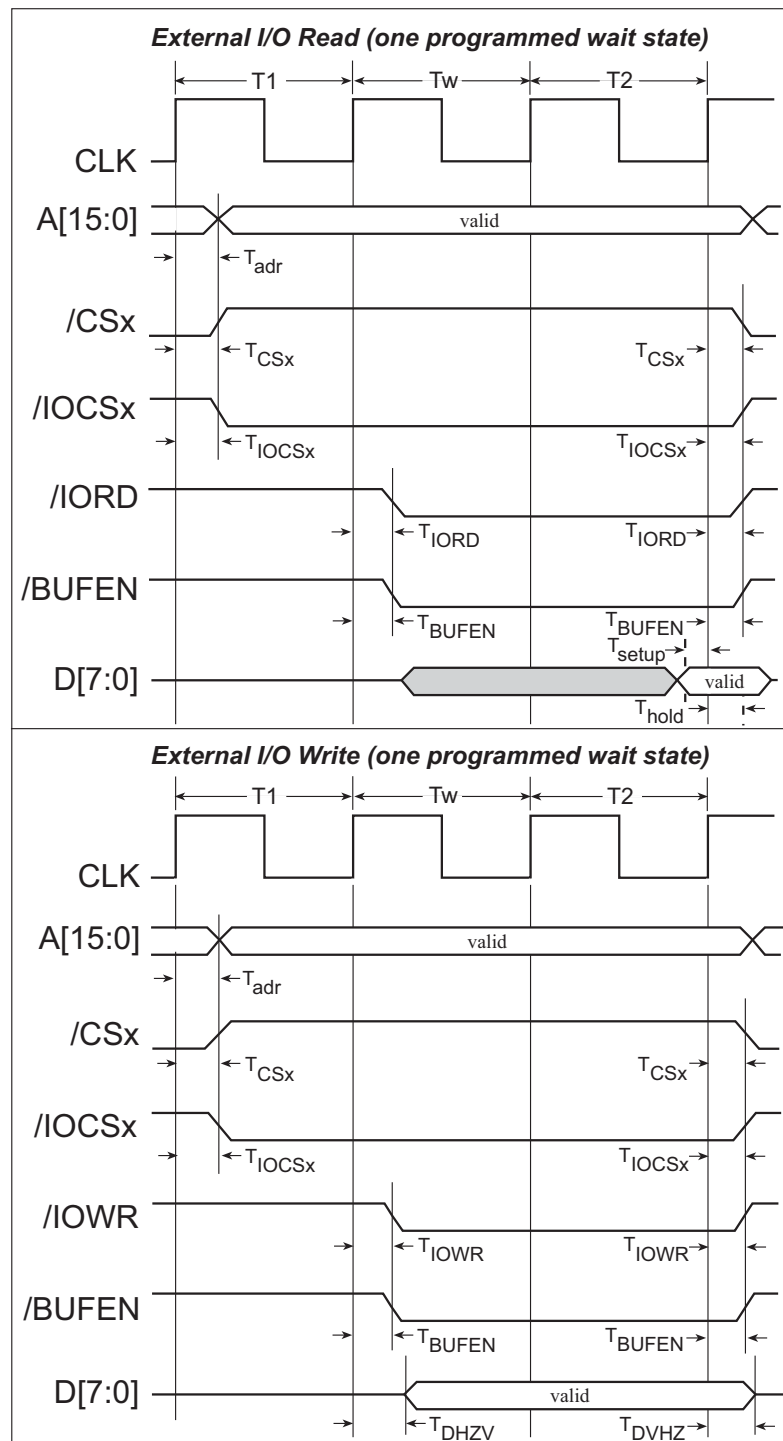 External I/O Read (one programmed wait state)
T1 Tw T2
CLK
A[15:0] valid
Tadr
/CSx
TCSx TCSx
/IOCSx
TIOCSx TIOCSx
/IORD
TIORD TIORD
/BUFEN
TBUFEN TBUFEN
Tsetup
D[7:0] valid
Thold
External I/O Write (one programmed wait state)
T1 Tw T2
CLK
A[15:0] valid
Tadr
/CSx
TCSx TCSx
/IOCSx
TIOCSx TIOCSx
/IOWR
TIOWR TIOWR
/BUFEN
TBUFEN TBUFEN
D[7:0] valid
TDHZV TDVHZ